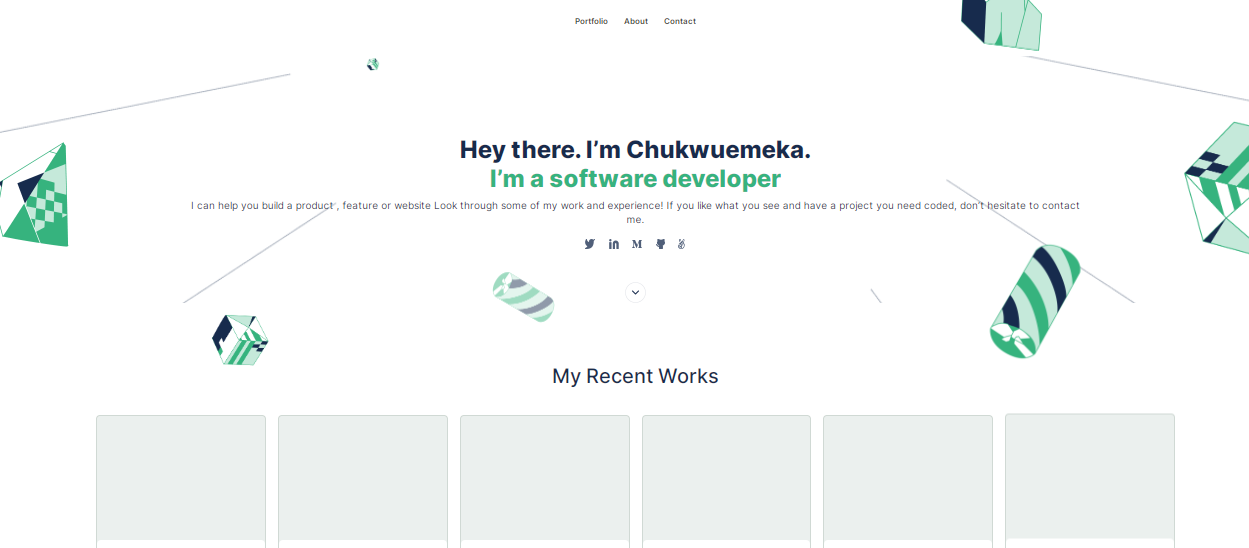 Portfolio About Contact
Hey there. I’m Chukwuemeka.
I’m a software developer
I can help you build a product , feature or website Look through some of my work and experience! If you like what you see and have a project you need coded, don’t hesitate to contact
me.
My Recent Works